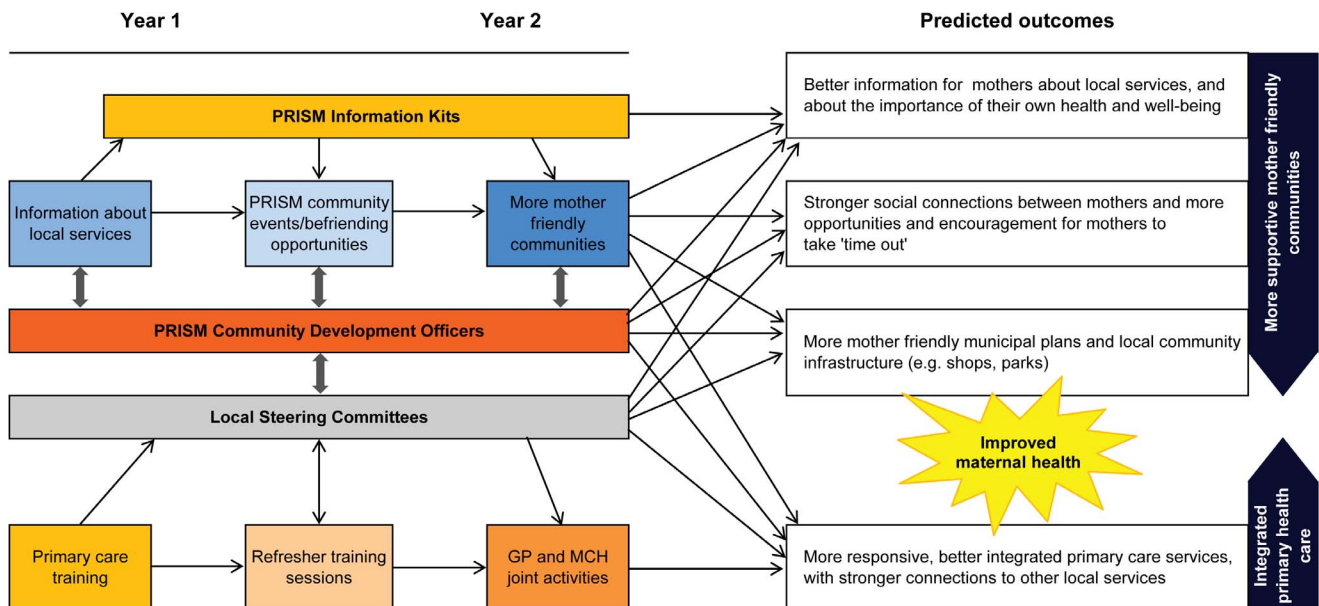 Year 1
Year 2
Predicted outcomes
PRISM Information Kits
Better information for mothers about local services, and
about the importance of their own health and well-being
Information about
local services
PRISM community
events/befriending
opportunities
More mother
friendly
communities
Stronger social connections between mothers and more
opportunities and encouragement for mothers to
take 'time out'
PRISM Community Development Officers
More mother friendly municipal plans and local community
infrastructure (e.g. shops, parks)
More supportive mother friendly
communities
Local Steering Committees
Improved
maternal health
Primary care
training
Refresher training
sessions
GP and MCH
joint activities
More responsive, better integrated primary care services,
with stronger connections to other local services
Integrated
primary health
care